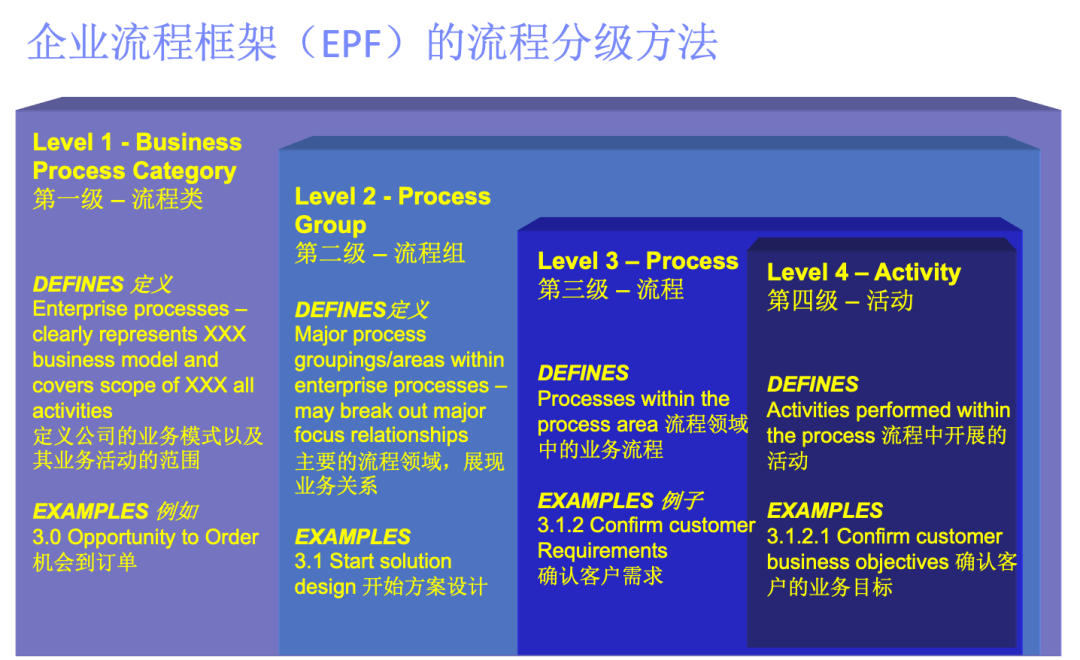 企业流程框架（EPF）的流程分级方法
Level 1 - Business
Process Category
第一级 – 流程类
DEFINES 定义
Enterprise processes –
clearly represents XXX
business model and
covers scope of XXX all
activities
定义公司的业务模式以及
其业务活动的范围
EXAMPLES 例如
3.0 Opportunity to Order
机会到订单
Level 2 - Process
Group
第二级 – 流程组
DEFINES定义
Major process
groupings/areas within
enterprise processes –
may break out major
focus relationships
主要的流程领域，展现
业务关系
EXAMPLES
3.1 Start solution
design 开始方案设计
Level 3 – Process
第三级 – 流程
DEFINES
Processes within the
process area 流程领域
中的业务流程
EXAMPLES 例子
3.1.2 Confirm customer
Requirements
确认客户需求
Level 4 – Activity
第四级 – 活动
DEFINES
Activities performed within
the process 流程中开展的
活动
EXAMPLES
3.1.2.1 Confirm customer
business objectives 确认客
户的业务目标